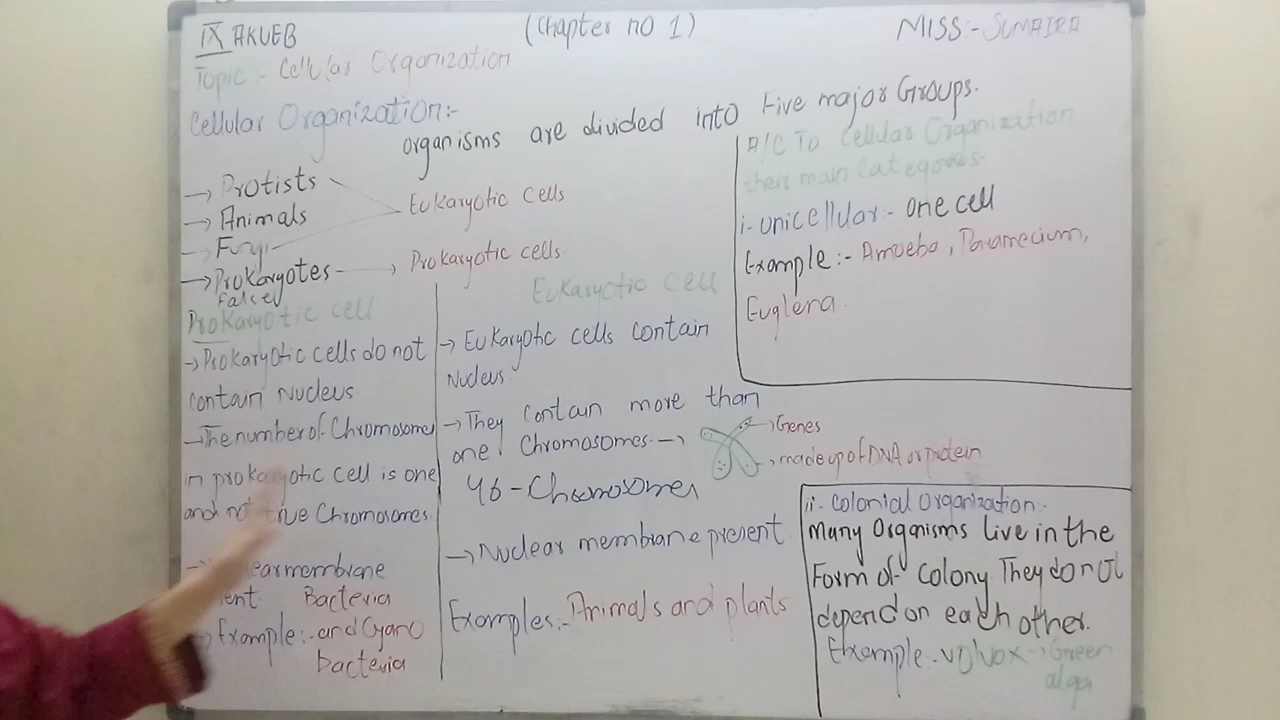 IX AKUEB (Chapter no 1) MISS:- SUMAIRA
Topic:- Cellular Organization
Cellular Organization:-
organisms are divided into Five major Groups.
→ Protists
→ Animals
→ Fungi
→ Prokaryotes
Eukaryotic Cells
Prokaryotic cells.
False
A/C To Cellular Organization
their main Categories.
i- unicellular:- one cell
Example:- Amoeba, Paramecium,
Euglena.
Prokaryotic cell
→ Prokaryotic cells do not
contain Nucleus
→ The number of Chromosomes
in prokaryotic cell is one
and not true Chromosomes.
membrane
Bacteria
Example:- and Cyano
bacteria
Eukaryotic Cell
→ Eukaryotic cells contain
Nucleus.
→ They contain more than
one Chromosomes. →
46-Chromosomes
→ Nuclear membrane present
Examples:- Animals and plants
→ Genes
→ made up of DNA or protein
ii- Colonial Organization:-
Many Organisms live in the
Form of Colony They do not
depend on each other.
Example:- volvox → Green
alga